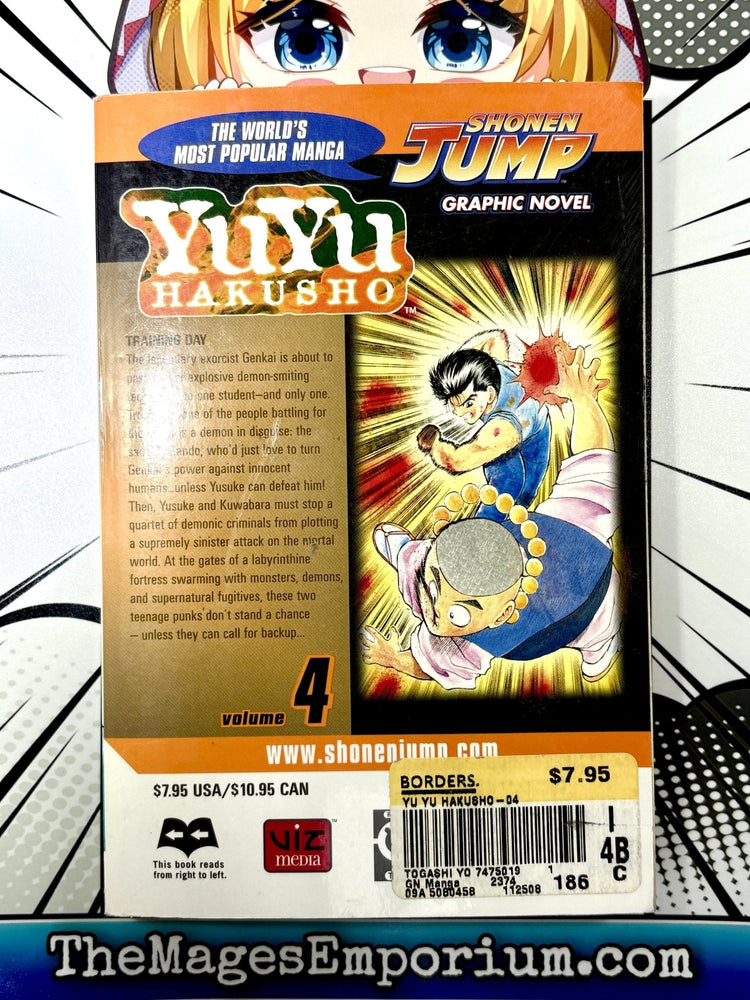 THE WORLD'S
MOST POPULAR MANGA
SHONEN
JUMP
GRAPHIC NOVEL
YuYu
HAKUSHO™
TRAINING DAY
The legendary exorcist Genkai is about to
explosive demon-smiting
one student—and only one.
of the people battling for
is a demon in disguise: the
who'd just love to turn
Genkai's power against innocent
humans...unless Yusuke can defeat him!
Then, Yusuke and Kuwabara must stop a
quartet of demonic criminals from plotting
a supremely sinister attack on the mortal
world. At the gates of a labyrinthine
fortress swarming with monsters, demons,
and supernatural fugitives, these two
teenage punks don't stand a chance
– unless they can call for backup...
volume 4
www.shonenjump.com
$7.95 USA/$10.95 CAN
This book reads
from right to left.
VIZ
MEDIA
™
BORDERS. $7.95
YU YU HAKUSHO-04
I
4B
C
TOGASHI YO 7475019 1
GN Manga 2374 186
09A 5080458 112508
TheMagesEmporium.com